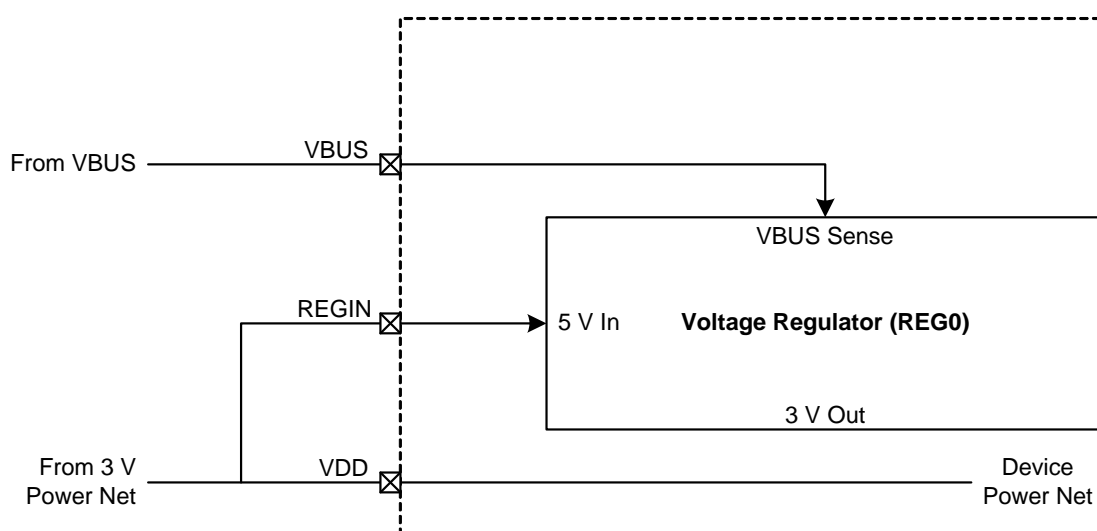 VBUS
From VBUS
VBUS Sense
REGIN
5 V In
Voltage Regulator (REG0)
3 V Out
From 3 V
Power Net
VDD
Device
Power Net